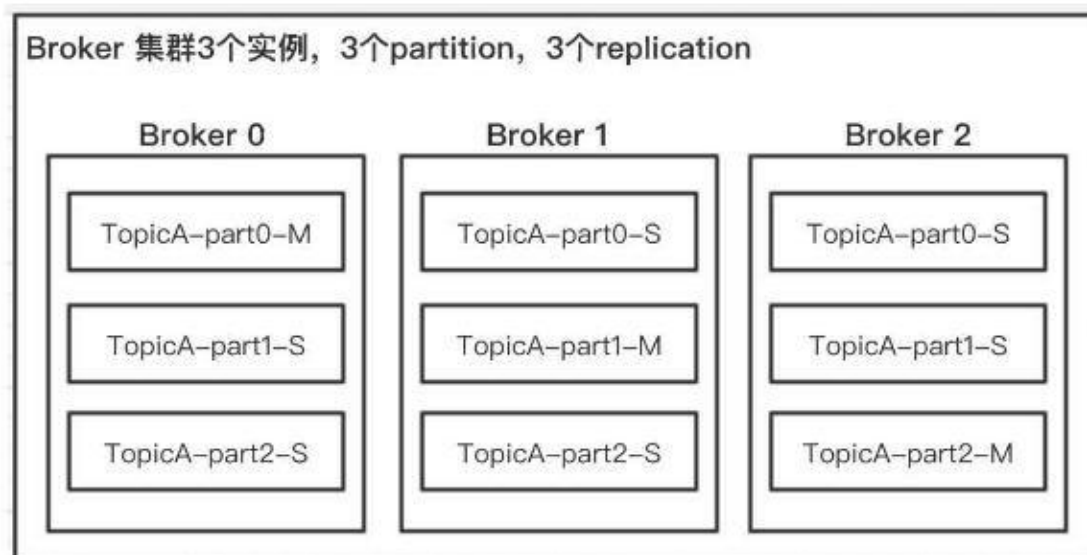 Broker 集群3个实例，3个partition，3个replication
Broker 0 Broker 1 Broker 2
TopicA-part0-M TopicA-part0-S TopicA-part0-S
TopicA-part1-S TopicA-part1-M TopicA-part1-S
TopicA-part2-S TopicA-part2-S TopicA-part2-M